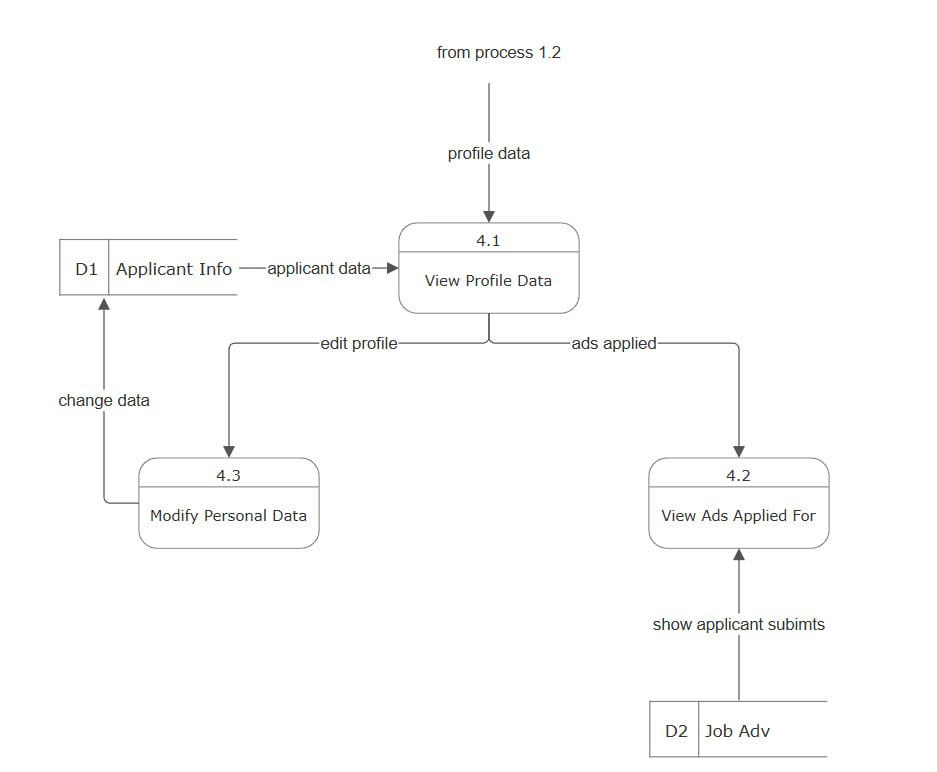 from process 1.2
profile data
4.1
View Profile Data
D1 Applicant Info
applicant data
edit profile
ads applied
change data
4.3
Modify Personal Data
4.2
View Ads Applied For
show applicant subimts
D2 Job Adv